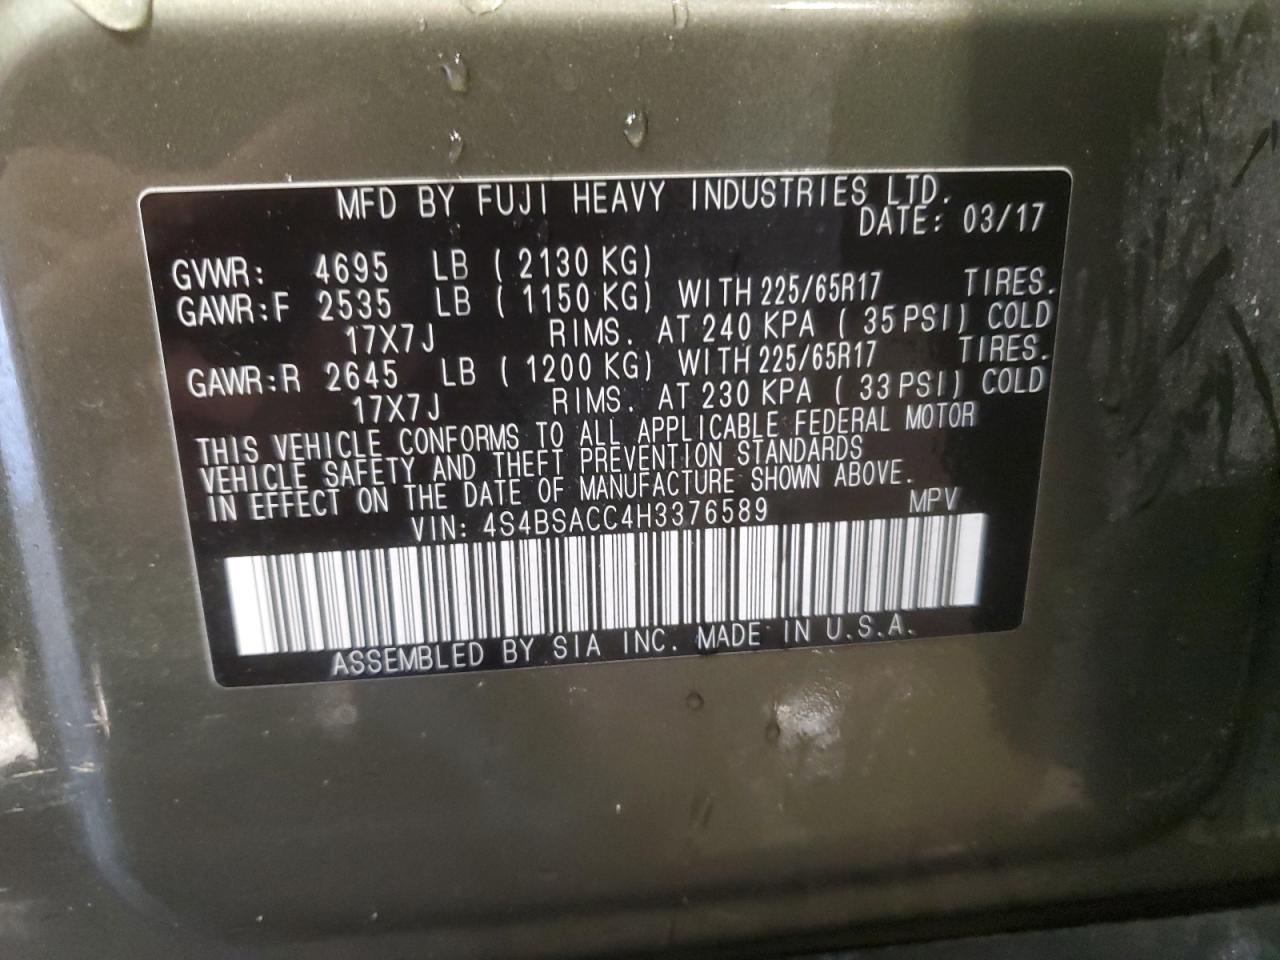 MFD BY FUJI HEAVY INDUSTRIES LTD.
DATE: 03/17
GVWR: 4695 LB ( 2130 KG)
GAWR:F 2535 LB ( 1150 KG) WITH 225/65R17 TIRES.
17X7J RIMS. AT 240 KPA ( 35 PSI) COLD
GAWR:R 2645 LB ( 1200 KG) WITH 225/65R17 TIRES.
17X7J RIMS. AT 230 KPA ( 33 PSI) COLD
THIS VEHICLE CONFORMS TO ALL APPLICABLE FEDERAL MOTOR
VEHICLE SAFETY AND THEFT PREVENTION STANDARDS
IN EFFECT ON THE DATE OF MANUFACTURE SHOWN ABOVE.
VIN: 4S4BSACC4H3376589 MPV
ASSEMBLED BY SIA INC. MADE IN U.S.A.